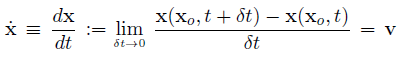 ẋ ≡ dx/dt := lim_{δt→0} (x(x_o, t + δt) − x(x_o, t))/δt = v